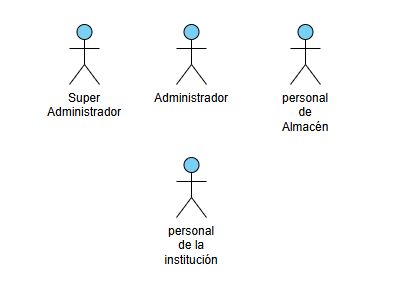 Super
Administrador
Administrador
personal
de
Almacén
personal
de la
institución